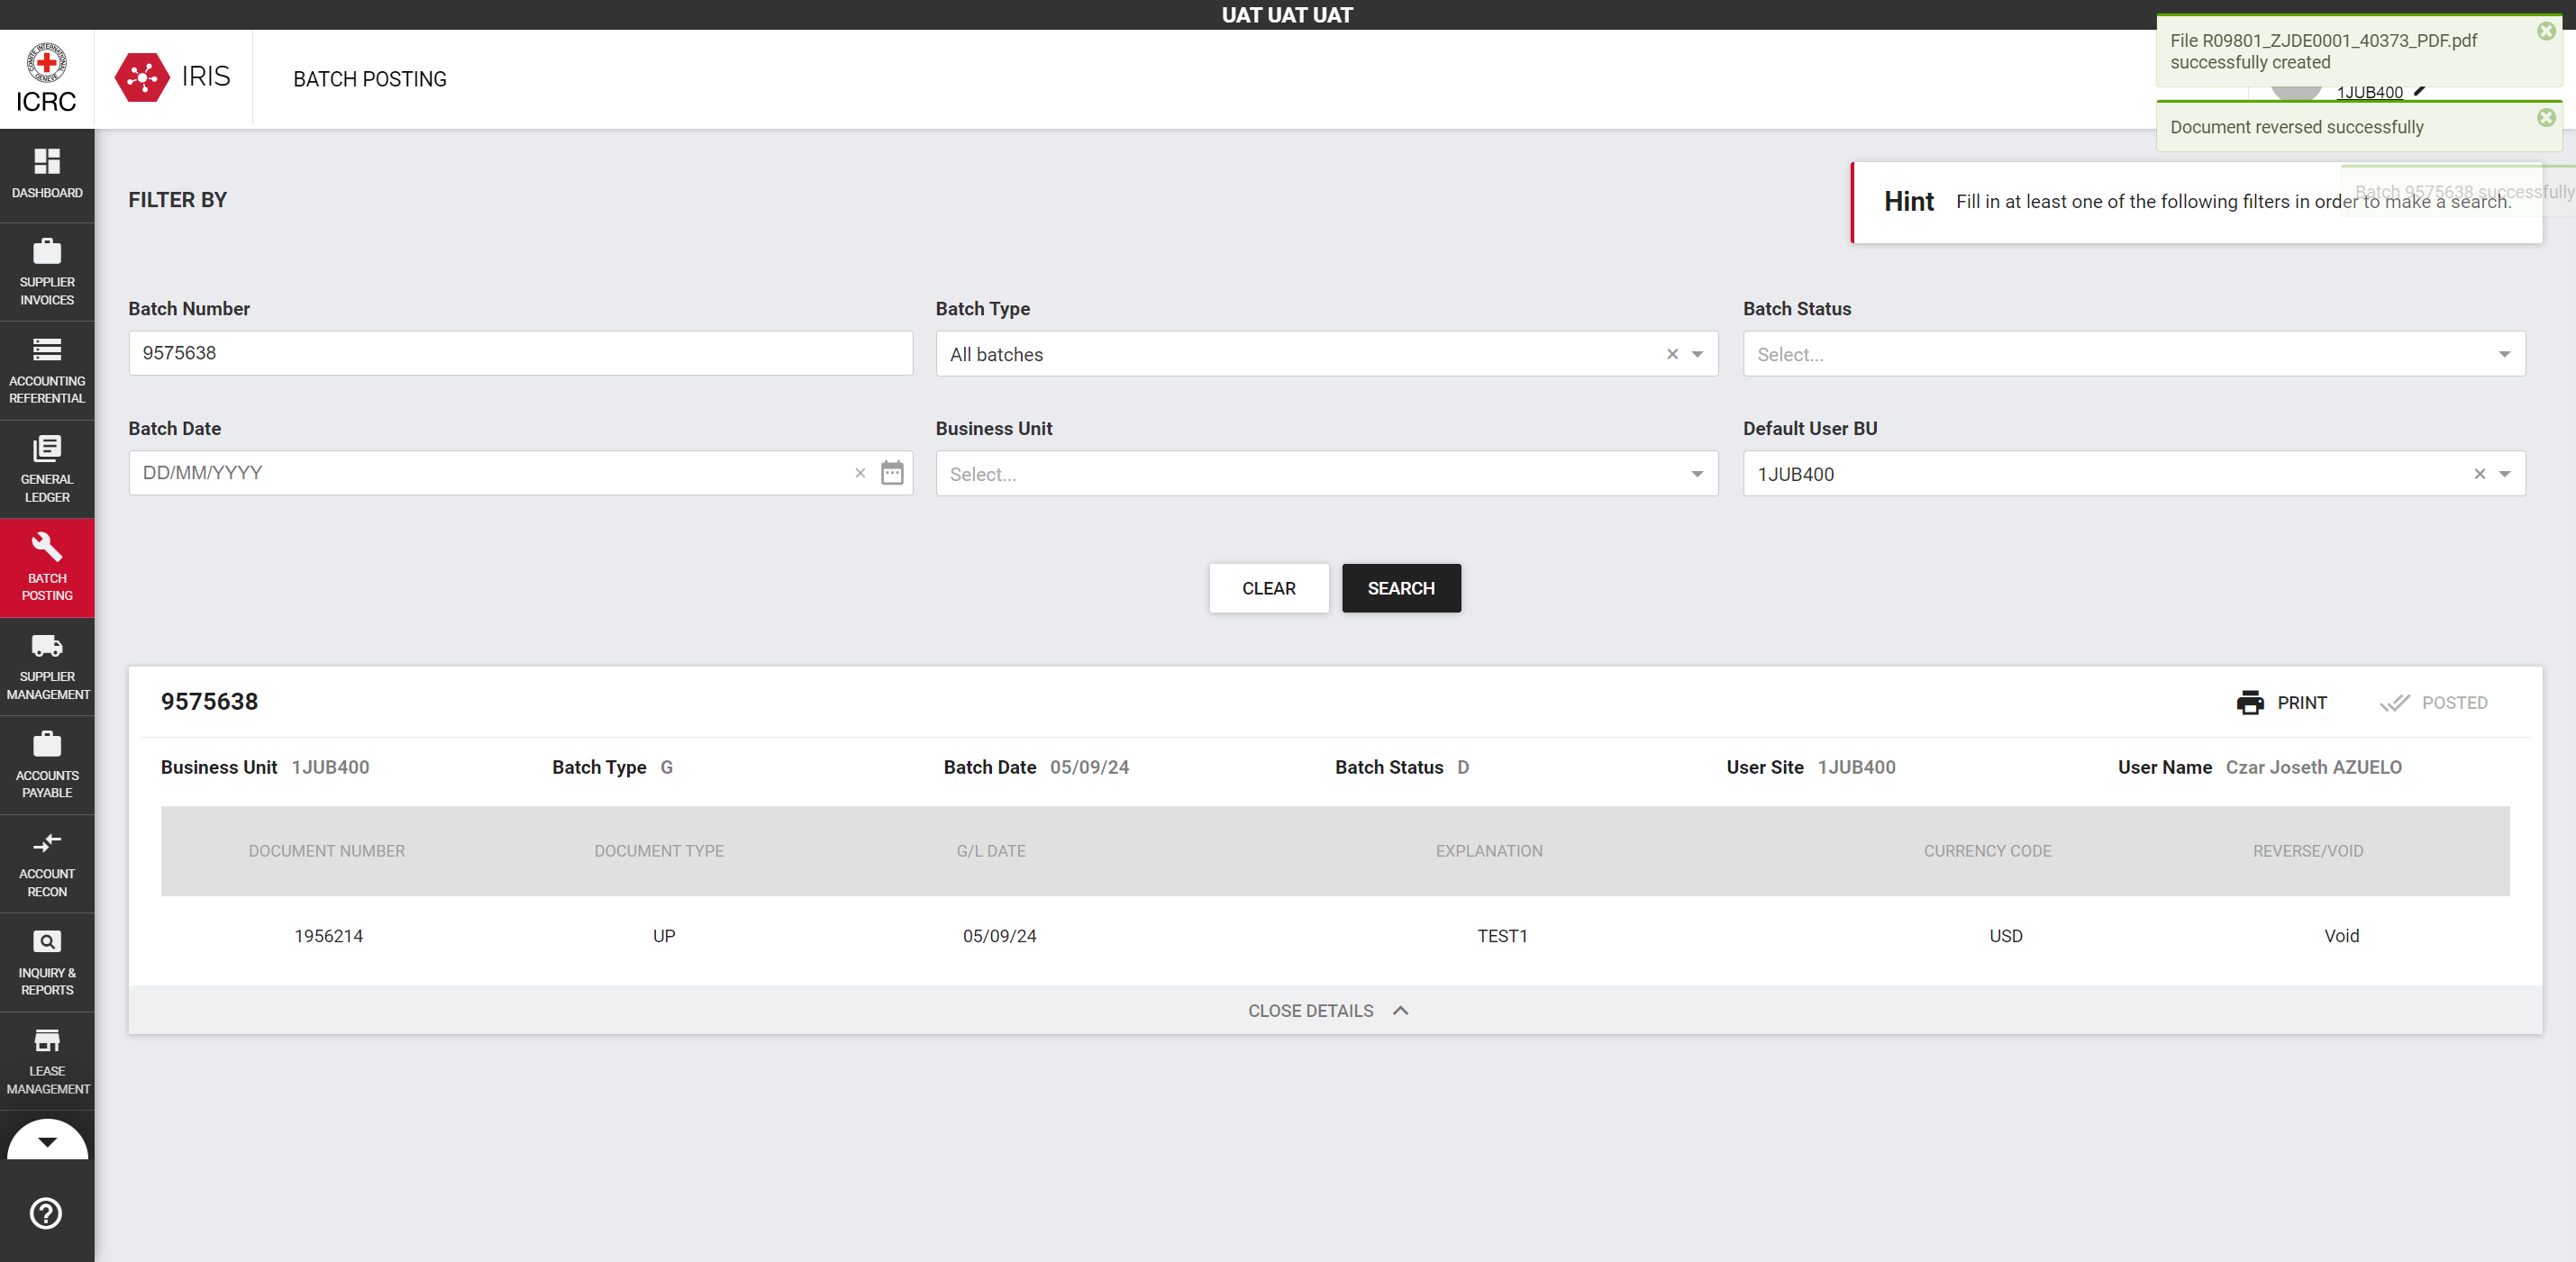 UAT UAT UAT
COMITE INTERNATIONAL GENEVE
ICRC
IRIS
BATCH POSTING
File R09801_ZJDE0001_40373_PDF.pdf
successfully created
1JUB400
Document reversed successfully
Batch 9575638 successfully
DASHBOARD
SUPPLIER
INVOICES
ACCOUNTING
REFERENTIAL
GENERAL
LEDGER
BATCH
POSTING
SUPPLIER
MANAGEMENT
ACCOUNTS
PAYABLE
ACCOUNT
RECON
INQUIRY &
REPORTS
LEASE
MANAGEMENT
FILTER BY
Hint Fill in at least one of the following filters in order to make a search.
Batch Number Batch Type Batch Status
9575638 All batches Select...
Batch Date Business Unit Default User BU
DD/MM/YYYY Select... 1JUB400
CLEAR SEARCH
9575638 PRINT POSTED
Business Unit 1JUB400 Batch Type G Batch Date 05/09/24 Batch Status D User Site 1JUB400 User Name Czar Joseth AZUELO
DOCUMENT NUMBER DOCUMENT TYPE G/L DATE EXPLANATION CURRENCY CODE REVERSE/VOID
1956214 UP 05/09/24 TEST1 USD Void
CLOSE DETAILS